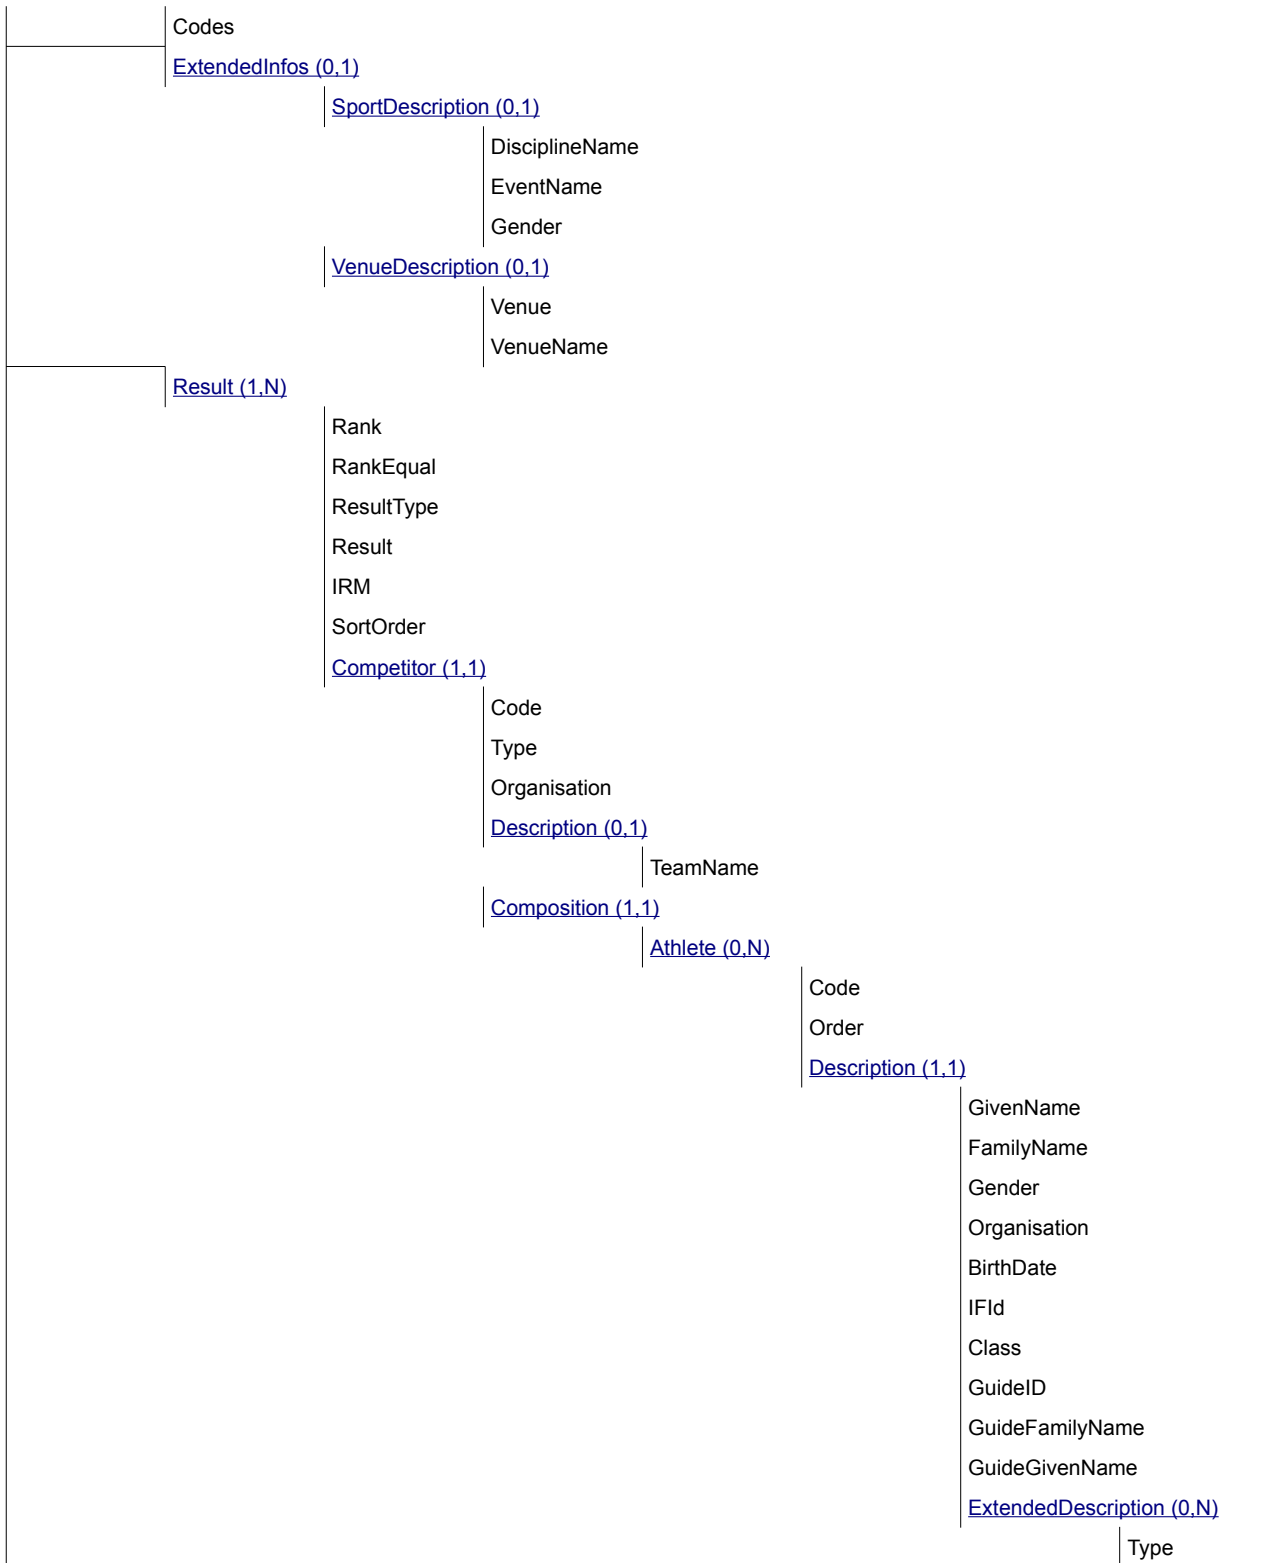 Codes
ExtendedInfos (0,1)
SportDescription (0,1)
DisciplineName
EventName
Gender
VenueDescription (0,1)
Venue
VenueName
Result (1,N)
Rank
RankEqual
ResultType
Result
IRM
SortOrder
Competitor (1,1)
Code
Type
Organisation
Description (0,1)
TeamName
Composition (1,1)
Athlete (0,N)
Code
Order
Description (1,1)
GivenName
FamilyName
Gender
Organisation
BirthDate
IFId
Class
GuideID
GuideFamilyName
GuideGivenName
ExtendedDescription (0,N)
Type